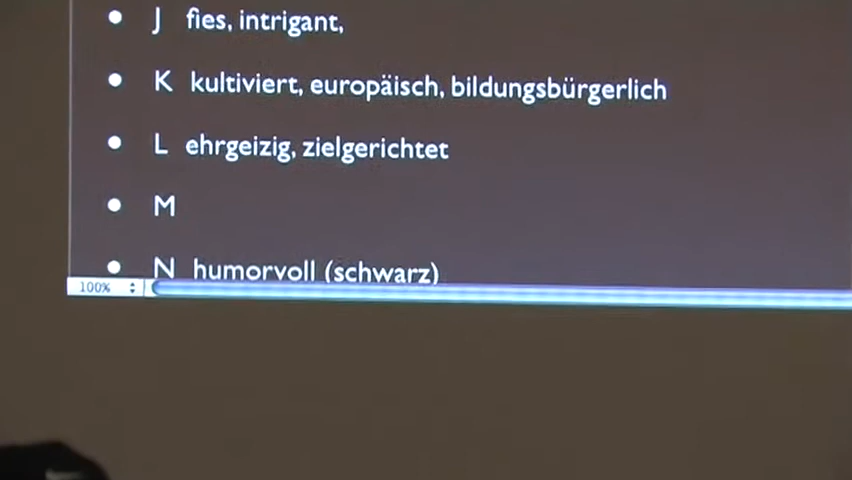 J fies, intrigant,
K kultiviert, europäisch, bildungsbürgerlich
L ehrgeizig, zielgerichtet
M
N humorvoll (schwarz)
100%